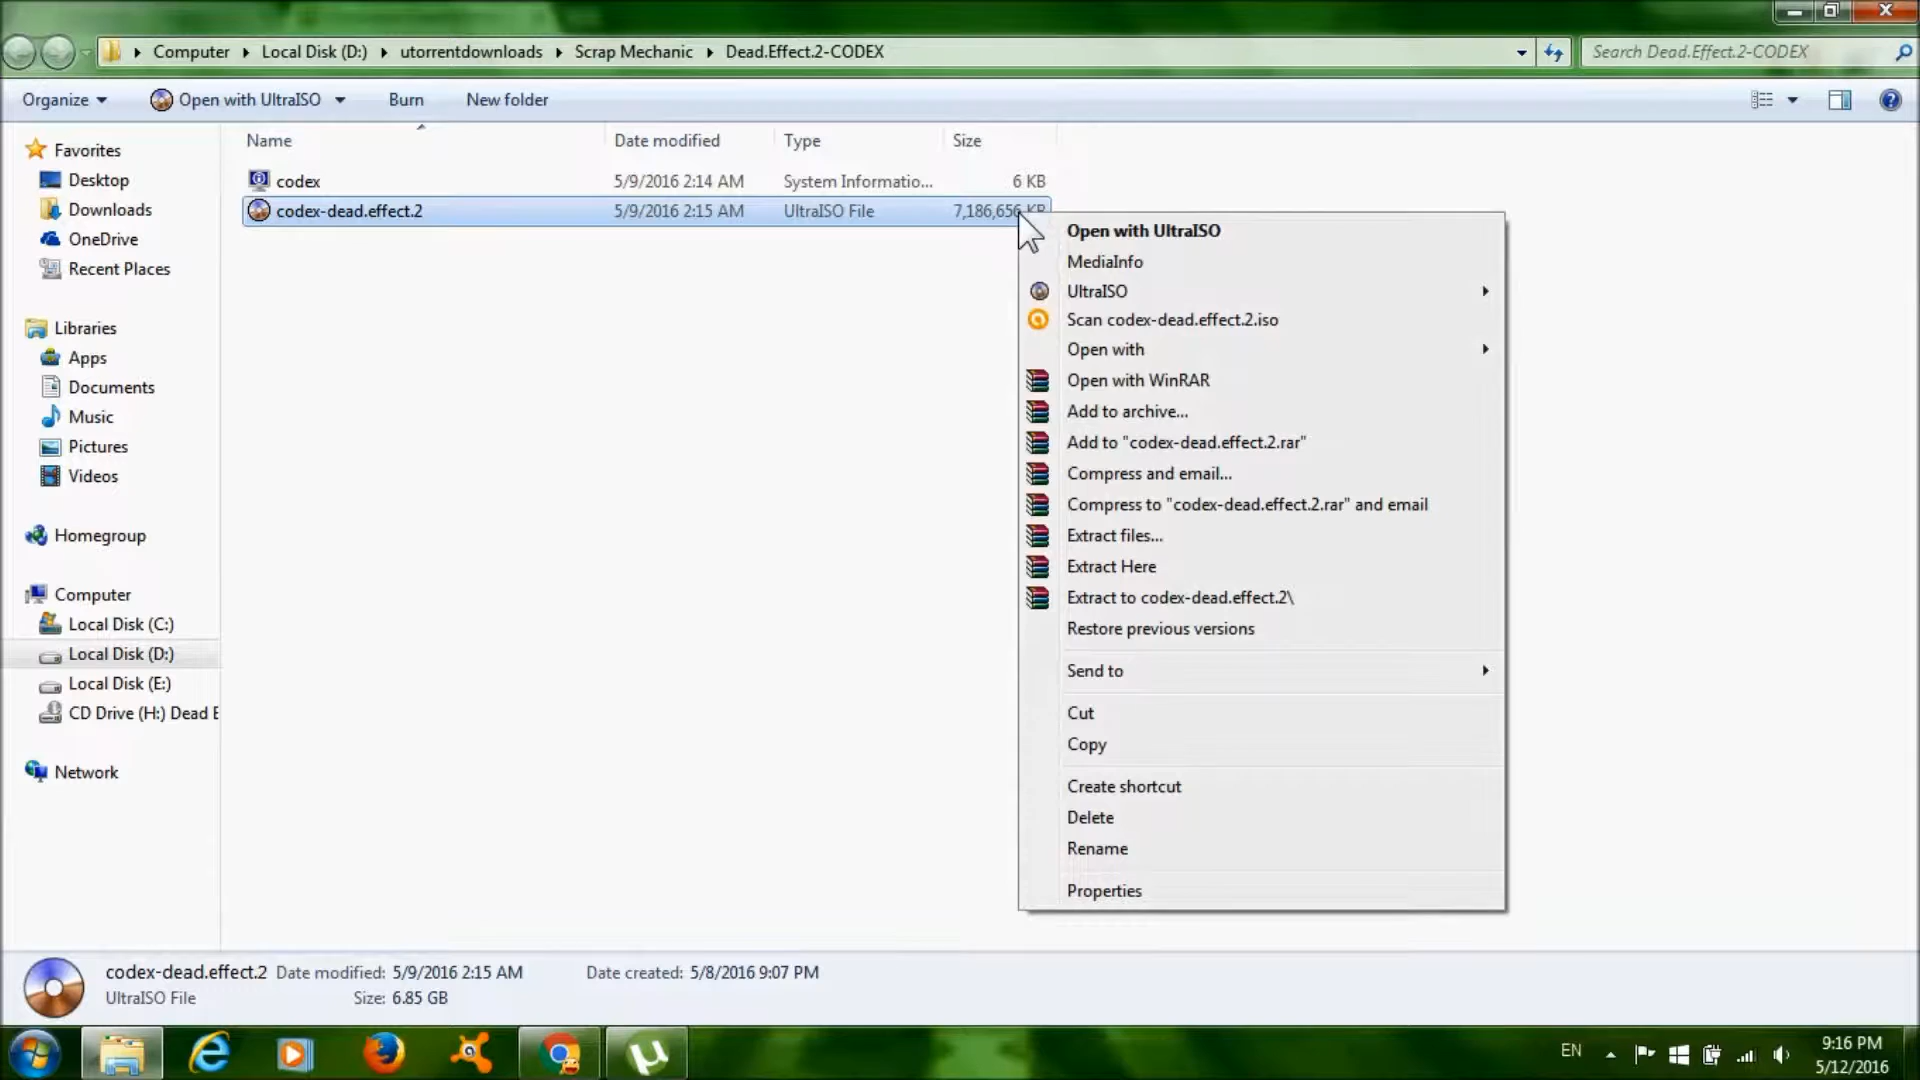 Computer Local Disk (D:) utorrentdownloads Scrap Mechanic Dead.Effect.2-CODEX
Search Dead.Effect.2-CODEX
Organize Open with UltraISO Burn New folder
Name Date modified Type Size
codex 5/9/2016 2:14 AM System Informatio... 6 KB
codex-dead.effect.2 5/9/2016 2:15 AM UltraISO File 7,186,656 KB
Favorites
Desktop
Downloads
OneDrive
Recent Places
Libraries
Apps
Documents
Music
Pictures
Videos
Homegroup
Computer
Local Disk (C:)
Local Disk (D:)
Local Disk (E:)
CD Drive (H:) Dead E
Network
Open with UltraISO
MediaInfo
UltraISO
Scan codex-dead.effect.2.iso
Open with
Open with WinRAR
Add to archive...
Add to "codex-dead.effect.2.rar"
Compress and email...
Compress to "codex-dead.effect.2.rar" and email
Extract files...
Extract Here
Extract to codex-dead.effect.2\
Restore previous versions
Send to
Cut
Copy
Create shortcut
Delete
Rename
Properties
codex-dead.effect.2 Date modified: 5/9/2016 2:15 AM Date created: 5/8/2016 9:07 PM
UltraISO File Size: 6.85 GB
EN
9:16 PM
5/12/2016